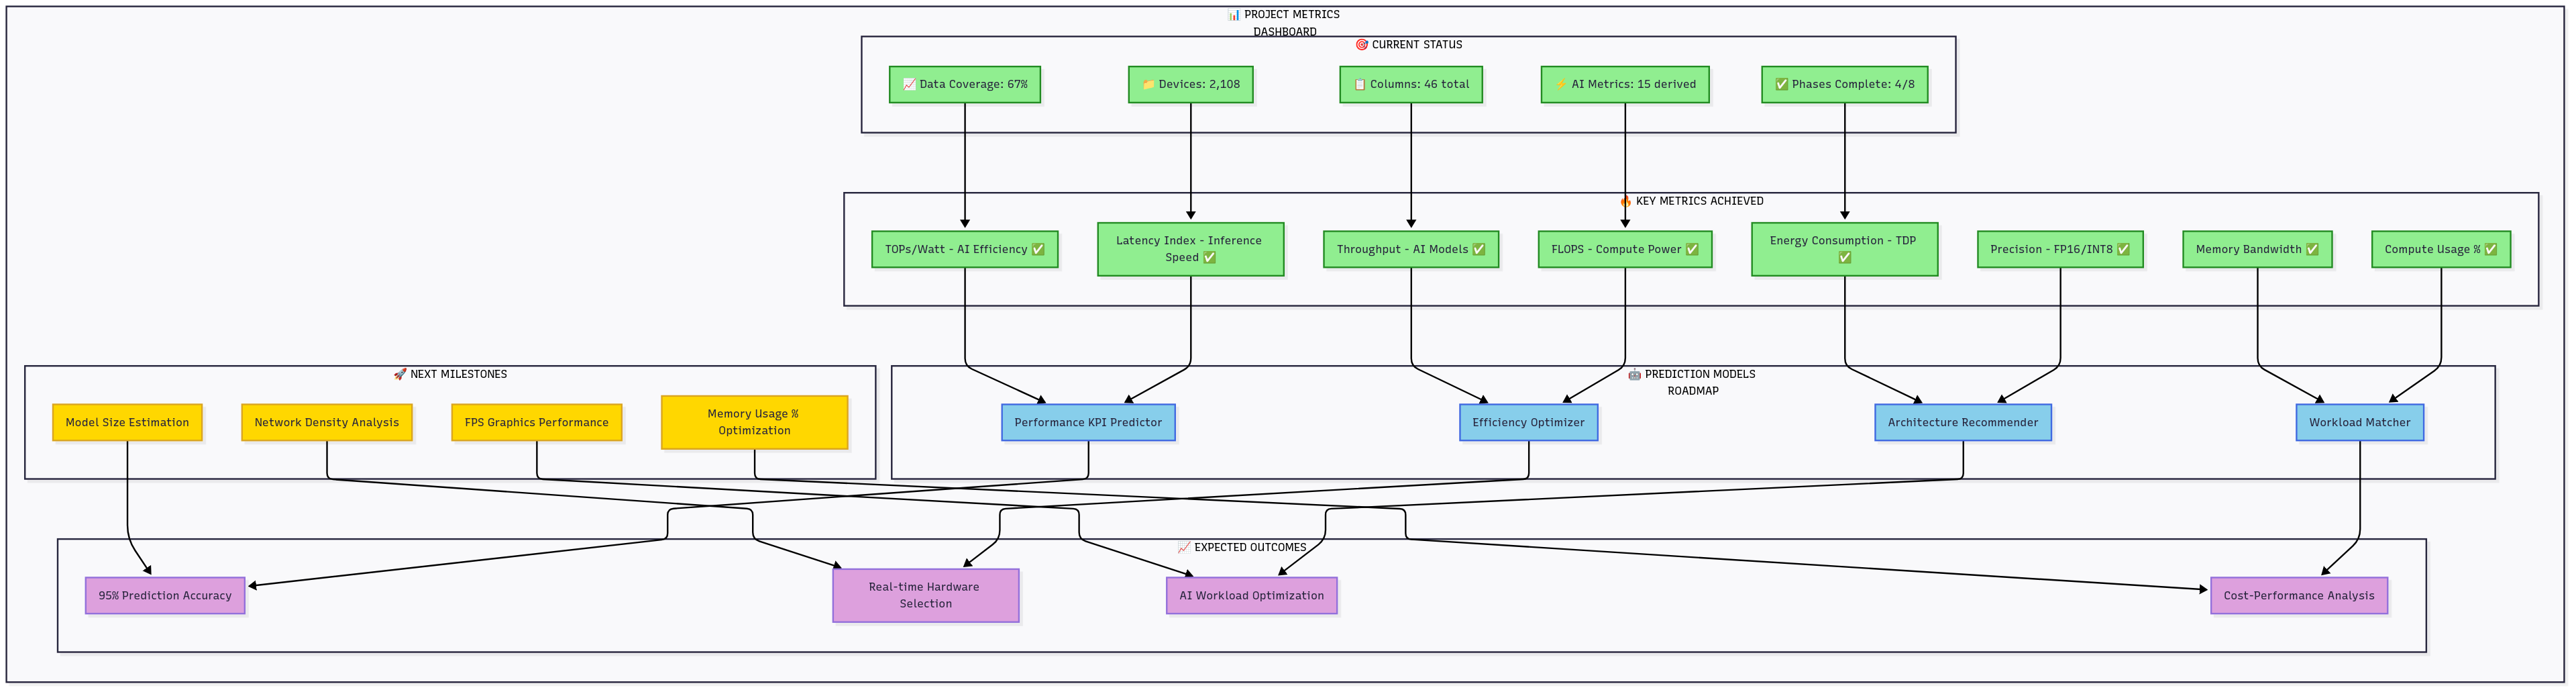 📊 PROJECT METRICS
DASHBOARD
🎯 CURRENT STATUS
📈 Data Coverage: 67%
📁 Devices: 2,108
📋 Columns: 46 total
⚡ AI Metrics: 15 derived
✅ Phases Complete: 4/8
🔥 KEY METRICS ACHIEVED
TOPs/Watt - AI Efficiency ✅
Latency Index - Inference
Speed ✅
Throughput - AI Models ✅
FLOPS - Compute Power ✅
Energy Consumption - TDP
✅
Precision - FP16/INT8 ✅
Memory Bandwidth ✅
Compute Usage % ✅
🚀 NEXT MILESTONES
Model Size Estimation
Network Density Analysis
FPS Graphics Performance
Memory Usage %
Optimization
🤖 PREDICTION MODELS
ROADMAP
Performance KPI Predictor
Efficiency Optimizer
Architecture Recommender
Workload Matcher
📈 EXPECTED OUTCOMES
95% Prediction Accuracy
Real-time Hardware
Selection
AI Workload Optimization
Cost-Performance Analysis